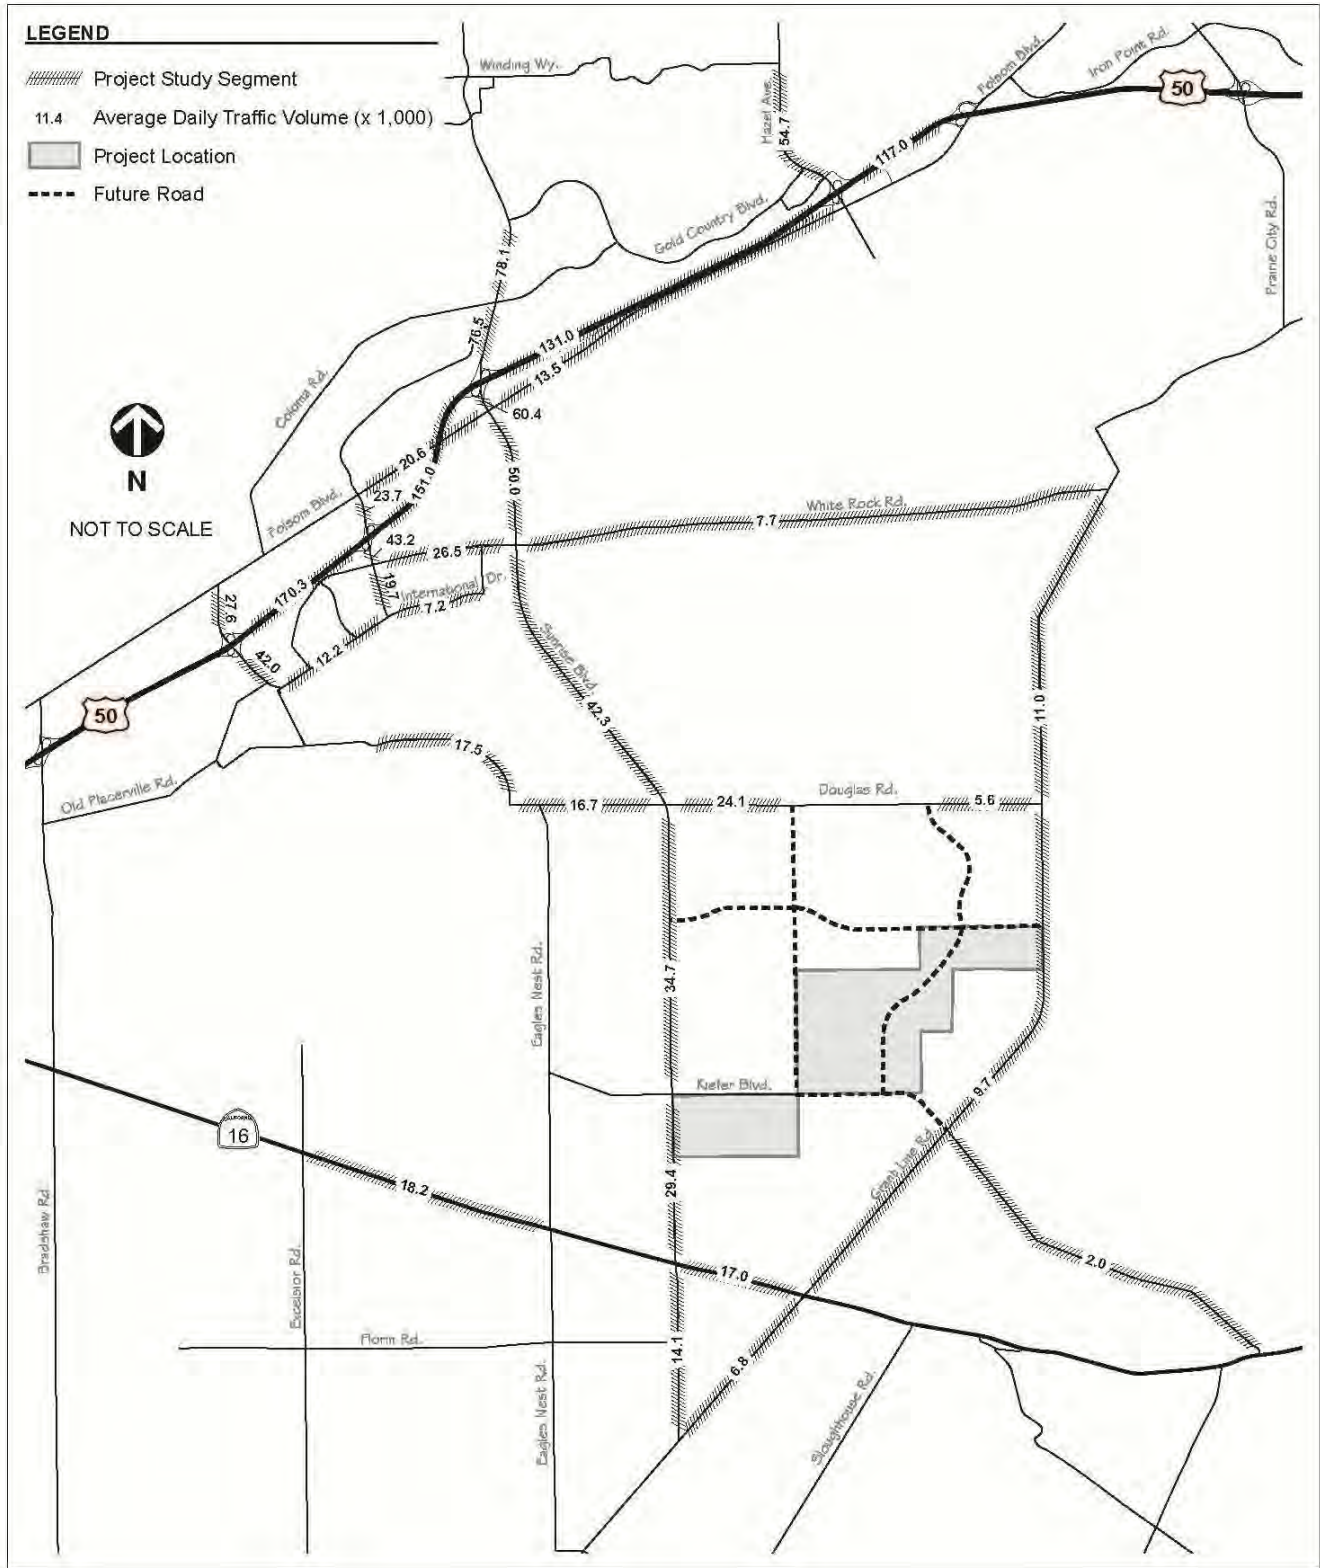 LEGEND
Project Study Segment
11.4 Average Daily Traffic Volume (x 1,000)
Project Location
Future Road
Winding Wy.
Hazel Ave.
54.7
Folsom Blvd.
Iron Point Rd.
50
117.0
Prairie City Rd.
Gold Country Blvd.
78.1
76.5
131.0
13.5
Coloma Rd.
60.4
N
NOT TO SCALE
20.6
151.0
50.0
Folsom Blvd.
23.7
White Rock Rd.
7.7
43.2
26.5
19.7
International Dr.
7.2
170.3
27.6
42.0
12.2
Sunrise Blvd.
42.3
11.0
50
17.5
Old Placerville Rd.
16.7
24.1
Douglas Rd.
5.6
Eagles Nest Rd.
34.7
Kiefer Blvd.
9.7
CALIFORNIA
16
Grant Line Rd.
18.2
29.4
Bradshaw Rd
Excelsior Rd.
17.0
2.0
Florin Rd.
14.1
6.8
Eagles Nest Rd.
Sloughhouse Rd.